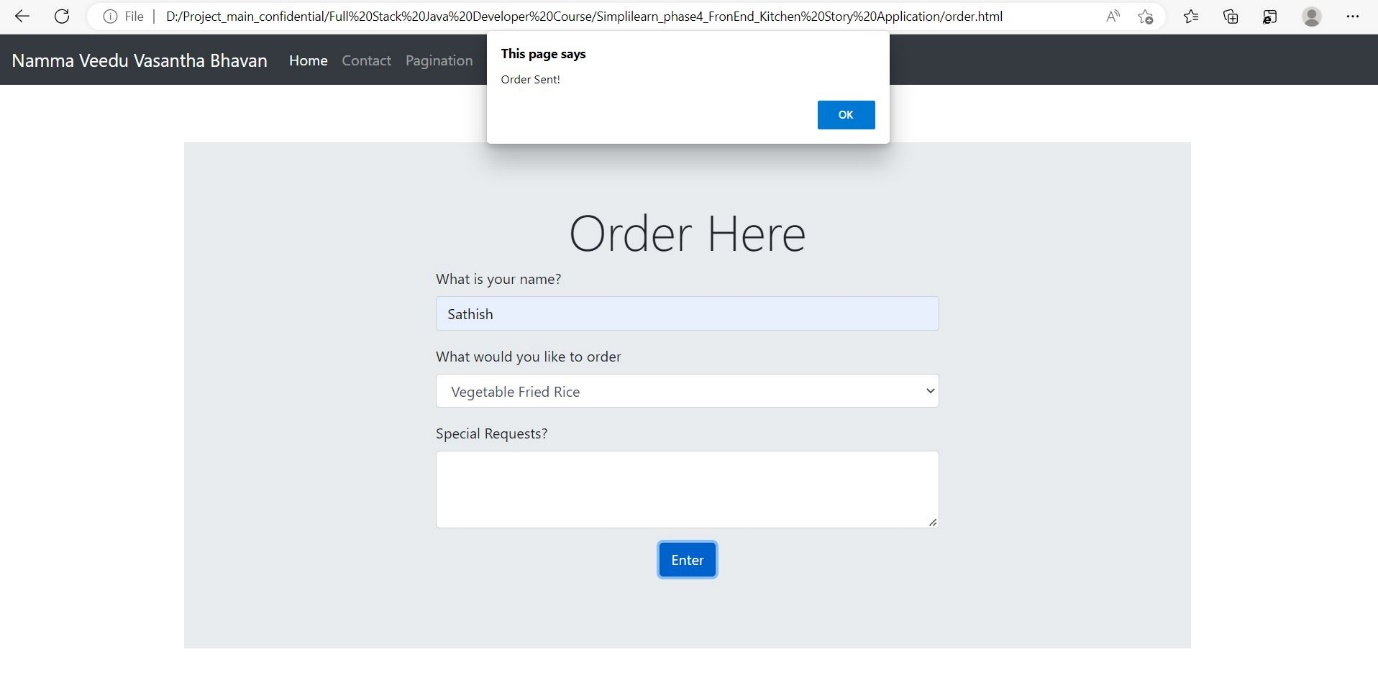 File | D:/Project_main_confidential/Full%20Stack%20Java%20Developer%20Course/Simplilearn_phase4_FronEnd_Kitchen%20Story%20Application/order.html
Namma Veedu Vasantha Bhavan Home Contact Pagination
This page says
Order Sent!
OK
Order Here
What is your name?
Sathish
What would you like to order
Vegetable Fried Rice
Special Requests?
Enter